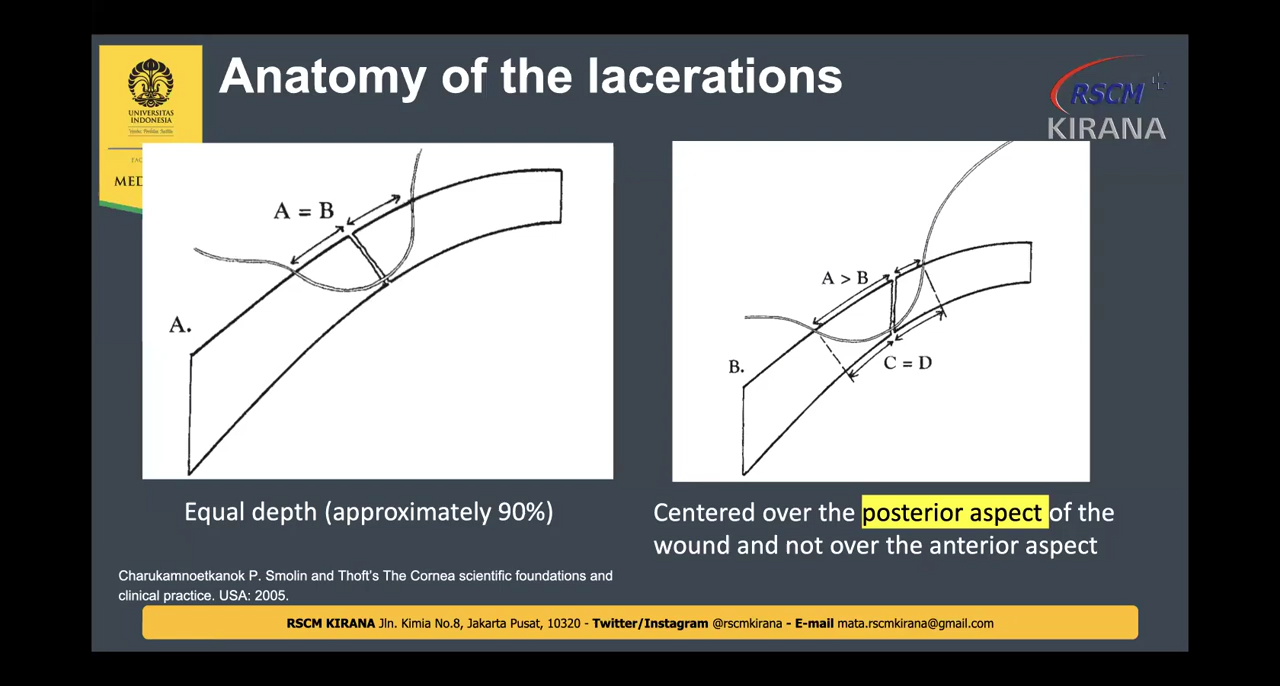 Anatomy of the lacerations
UNIVERSITAS
INDONESIA
MED
RSCM
KIRANA
A = B
A.
A > B
B.
C = D
Equal depth (approximately 90%)
Centered over the posterior aspect of the
wound and not over the anterior aspect
Charukamnoetkanok P. Smolin and Thoft's The Cornea scientific foundations and
clinical practice. USA: 2005.
RSCM KIRANA Jln. Kimia No.8, Jakarta Pusat, 10320 - Twitter/Instagram @rscmkirana - E-mail mata.rscmkirana@gmail.com